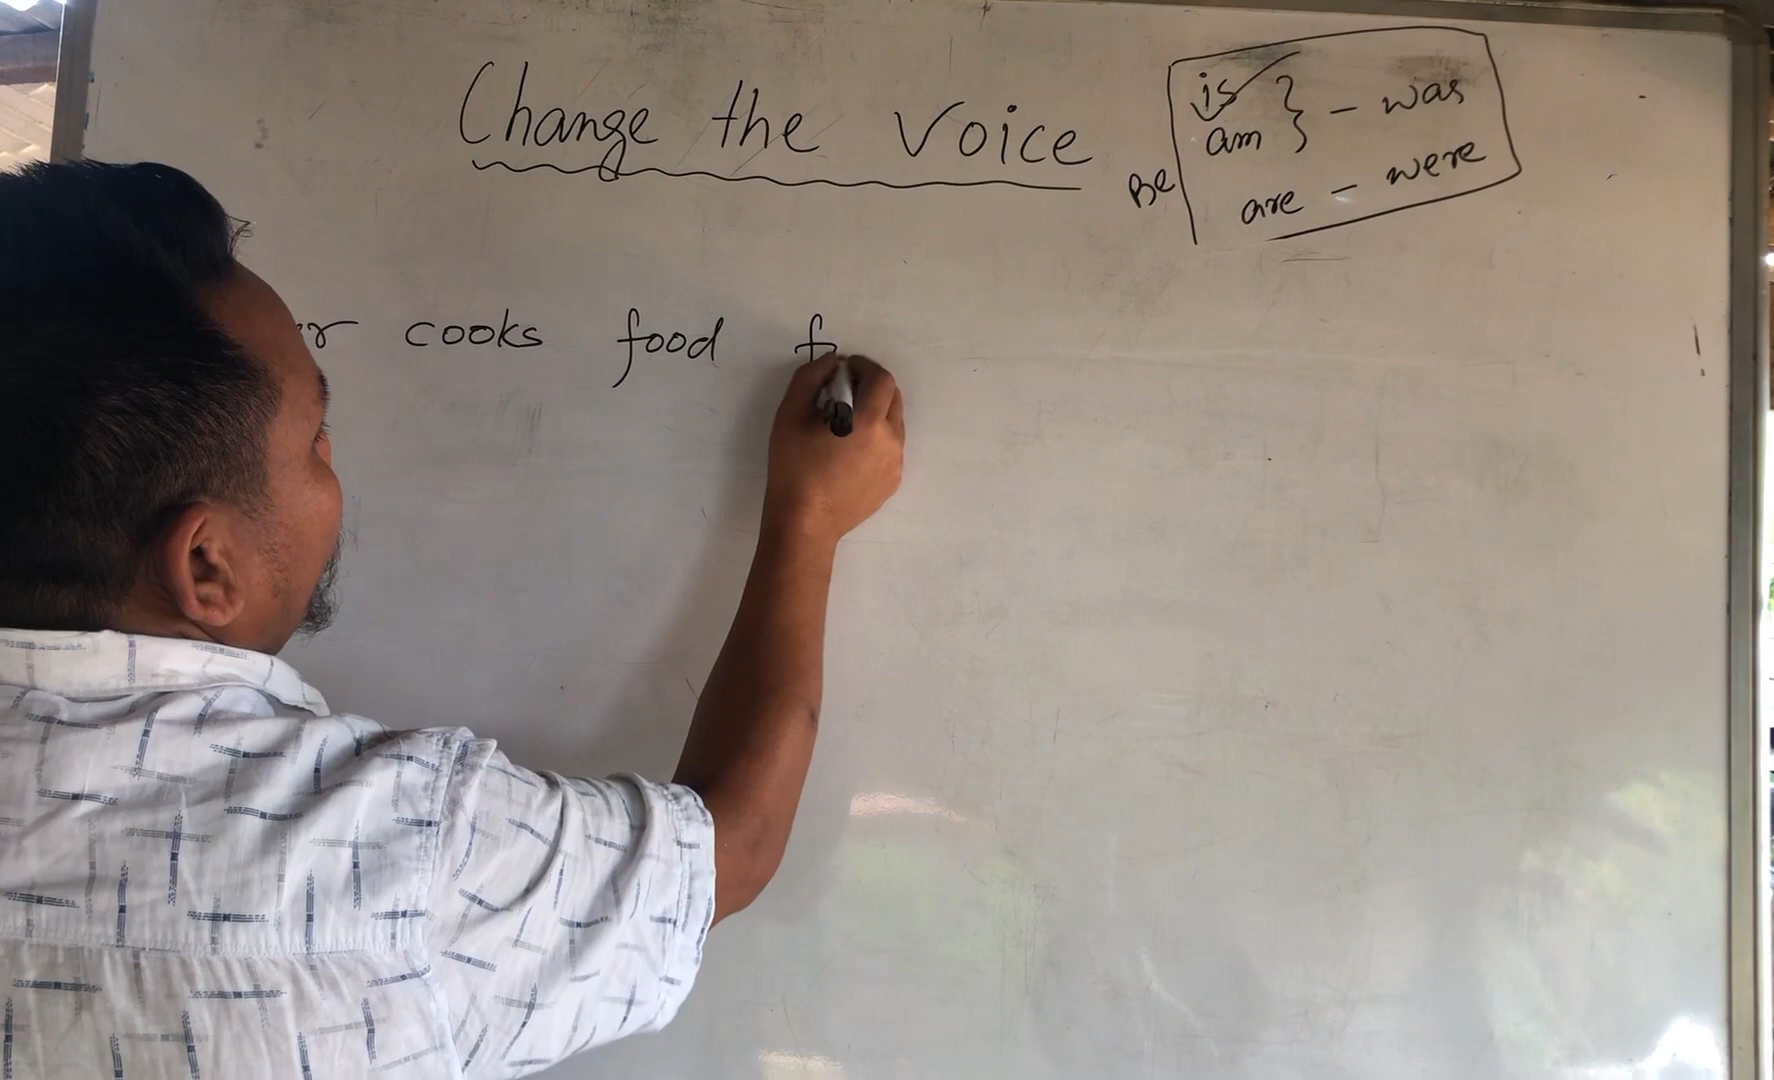 Change the Voice
is } - was
am
Be
are - were
cooks food